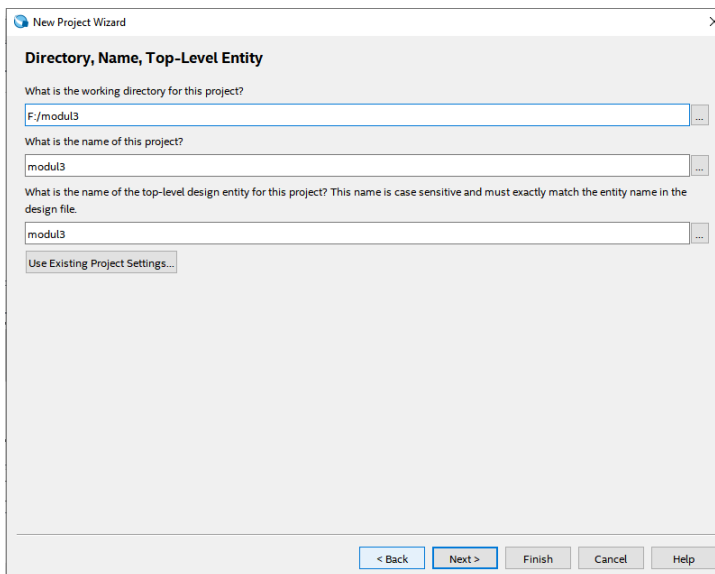 New Project Wizard
Directory, Name, Top-Level Entity
What is the working directory for this project?
F:/modul3
...
What is the name of this project?
modul3
...
What is the name of the top-level design entity for this project? This name is case sensitive and must exactly match the entity name in the
design file.
modul3
...
Use Existing Project Settings...
< Back
Next >
Finish
Cancel
Help